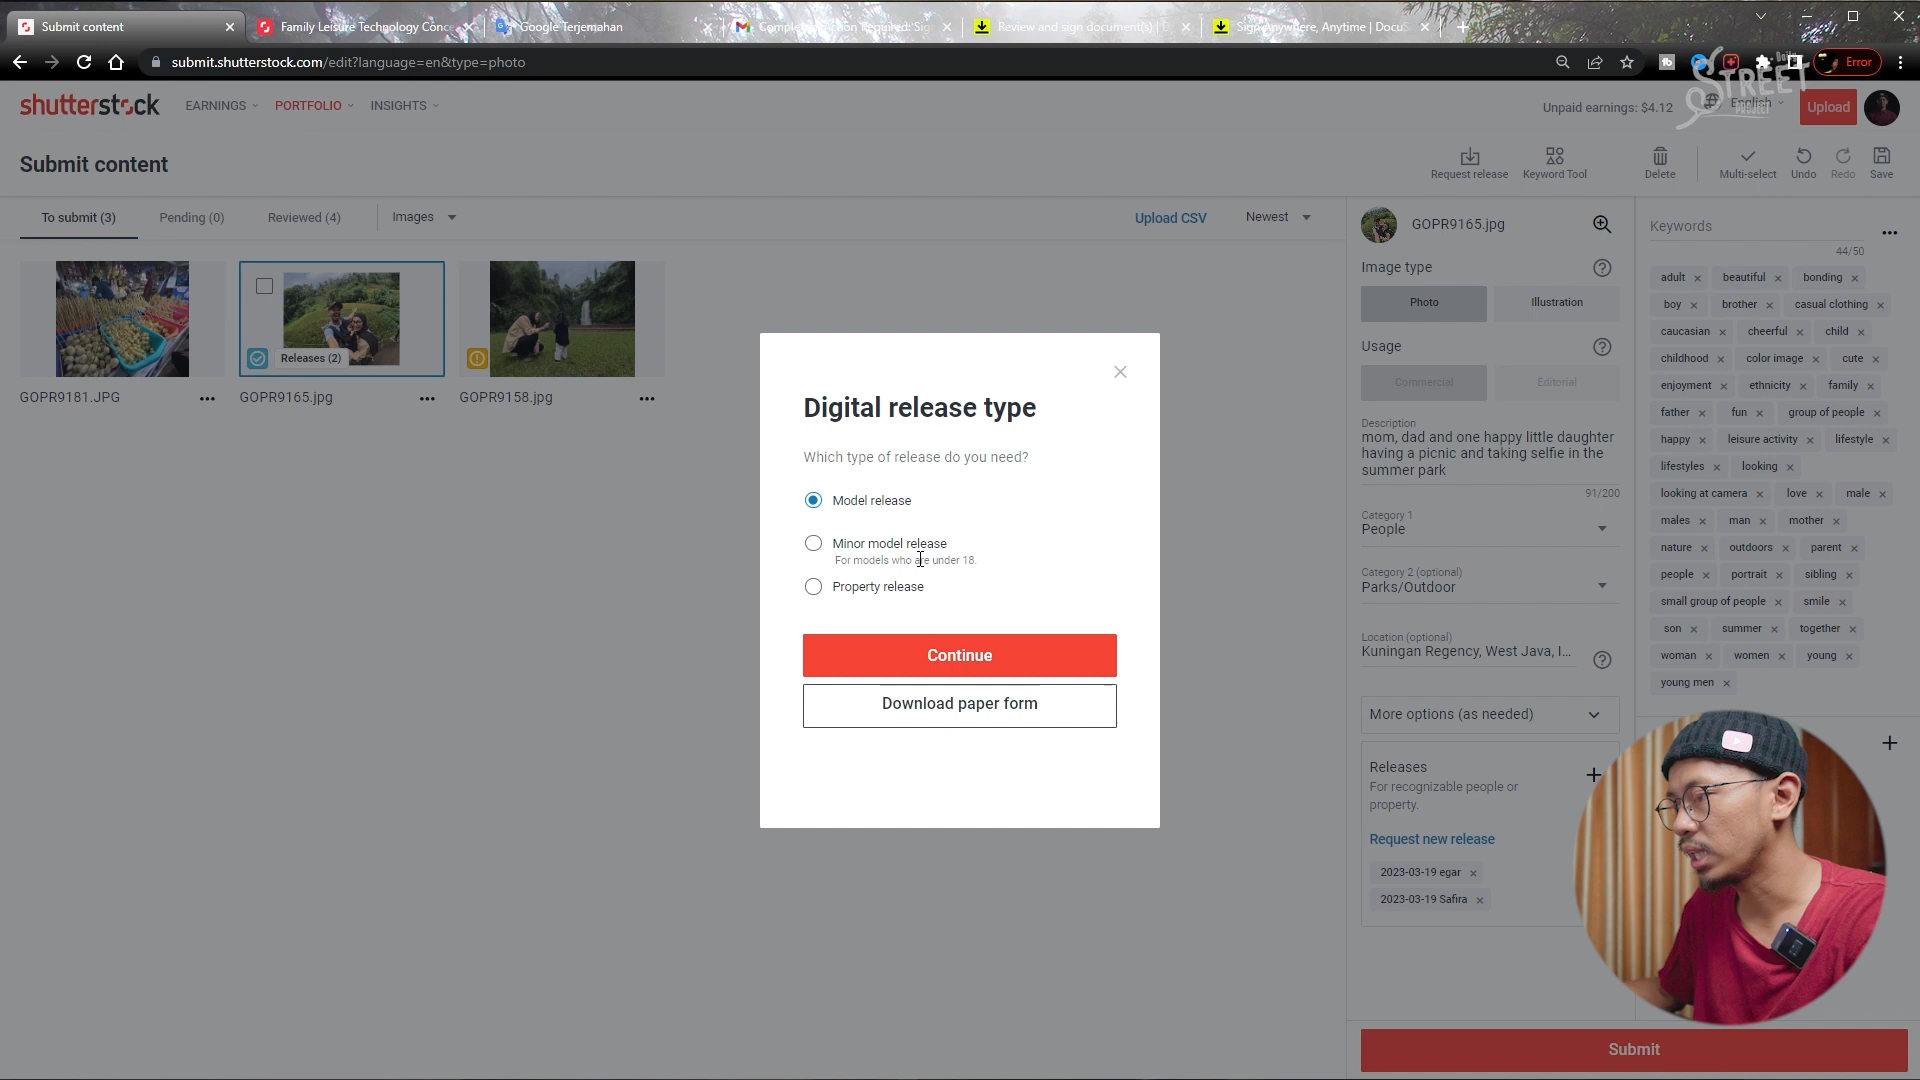 Submit content
Family Leisure Technology Conce
Google Terjemahan
Review and sign document(s) |
submit.shutterstock.com/edit?language=en&type=photo
Error
Daily
STREET
PROJECT
shutterstock
EARNINGS
PORTFOLIO
INSIGHTS
Unpaid earnings: $4.12
English
Upload
Submit content
Request release
Keyword Tool
Delete
Multi-select
Undo
Redo
Save
To submit (3)
Pending (0)
Reviewed (4)
Images
Upload CSV
Newest
Releases (2)
GOPR9181.JPG
GOPR9165.jpg
GOPR9158.jpg
Digital release type
Which type of release do you need?
Model release
Minor model release
For models who are under 18.
Property release
Continue
Download paper form
GOPR9165.jpg
Image type
Photo
Illustration
Usage
Commercial
Editorial
Description
mom, dad and one happy little daughter
having a picnic and taking selfie in the
summer park
91/200
Category 1
People
Category 2 (optional)
Parks/Outdoor
Location (optional)
Kuningan Regency, West Java, I...
More options (as needed)
Releases
For recognizable people or
property.
Request new release
2023-03-19 egar
2023-03-19 Safira
Keywords
44/50
adult beautiful bonding
boy brother casual clothing
caucasian cheerful child
childhood color image cute
enjoyment ethnicity family
father fun group of people
happy leisure activity lifestyle
lifestyles looking
looking at camera love male
males man mother
nature outdoors parent
people portrait sibling
small group of people smile
son summer together
woman women young
young men
Submit